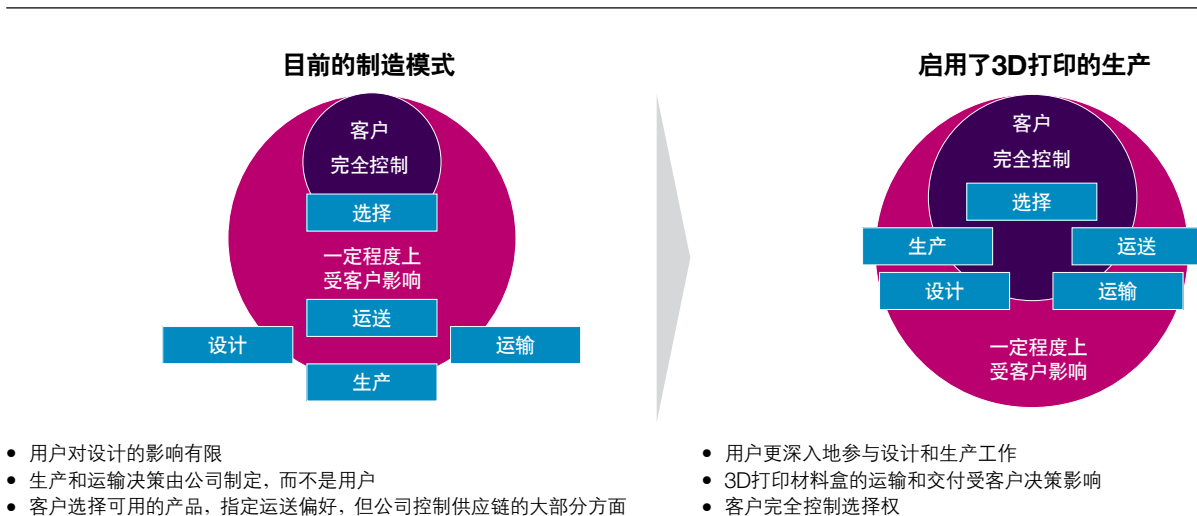 目前的制造模式
客户
完全控制
选择
一定程度上
受客户影响
运送
设计
运输
生产
• 用户对设计的影响有限
• 生产和运输决策由公司制定，而不是用户
• 客户选择可用的产品，指定运送偏好，但公司控制供应链的大部分方面
启用了3D打印的生产
客户
完全控制
选择
生产
运送
设计
运输
一定程度上
受客户影响
• 用户更深入地参与设计和生产工作
• 3D打印材料盒的运输和交付受客户决策影响
• 客户完全控制选择权